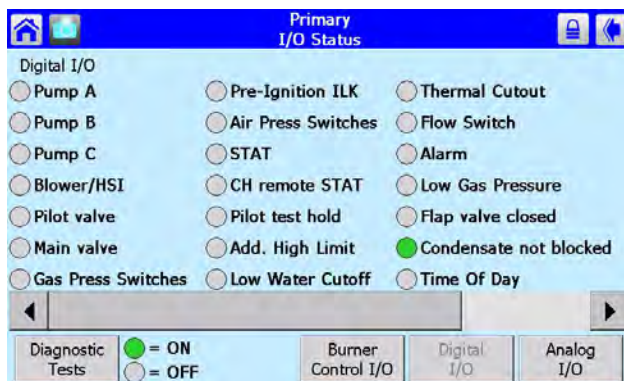 Primary
I/O Status
Digital I/O
Pump A
Pre-Ignition ILK
Thermal Cutout
Pump B
Air Press Switches
Flow Switch
Pump C
STAT
Alarm
Blower/HSI
CH remote STAT
Low Gas Pressure
Pilot valve
Pilot test hold
Flap valve closed
Main valve
Add. High Limit
Condensate not blocked
Gas Press Switches
Low Water Cutoff
Time Of Day
Diagnostic
Tests
= ON
= OFF
Burner
Control I/O
Digital
I/O
Analog
I/O